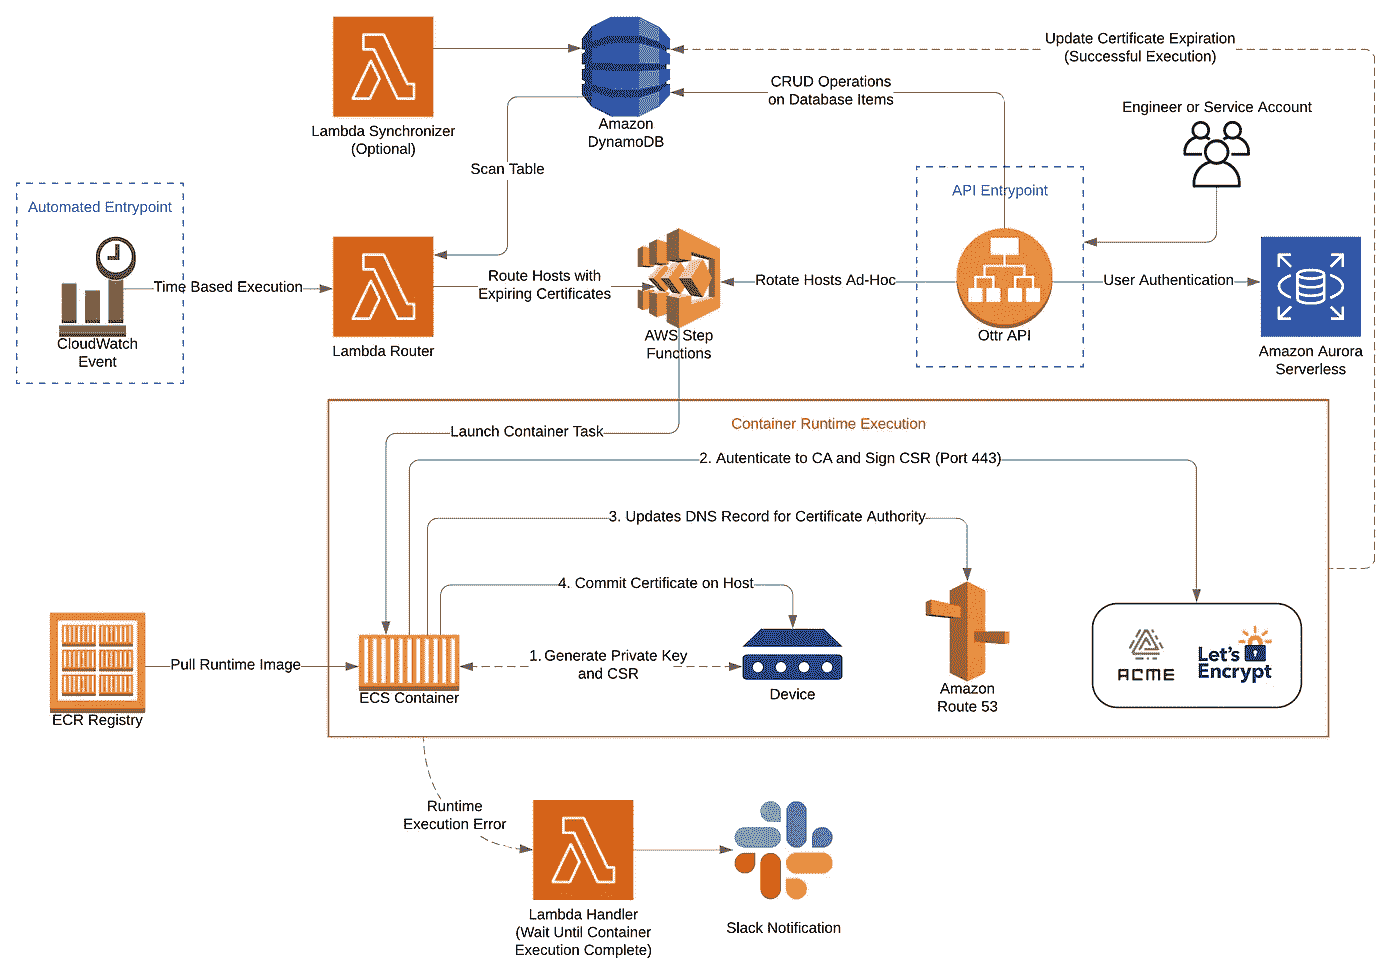 Update Certificate Expiration
(Successful Execution)
CRUD Operations
on Database Items
Engineer or Service Account
Lambda Synchronizer
(Optional)
Amazon
DynamoDB
Scan Table
Automated Entrypoint
API Entrypoint
Time Based Execution
Route Hosts with
Expiring Certificates
Rotate Hosts Ad-Hoc
User Authentication
CloudWatch
Event
Lambda Router
AWS Step
Functions
Ottr API
Amazon Aurora
Serverless
Container Runtime Execution
Launch Container Task
2. Autenticate to CA and Sign CSR (Port 443)
3. Updates DNS Record for Certificate Authority
4. Commit Certificate on Host
Pull Runtime Image
1. Generate Private Key
and CSR
ECR Registry
ECS Container
Device
Amazon
Route 53
ACME
Let's
Encrypt
Runtime
Execution Error
Lambda Handler
(Wait Until Container
Execution Complete)
Slack Notification